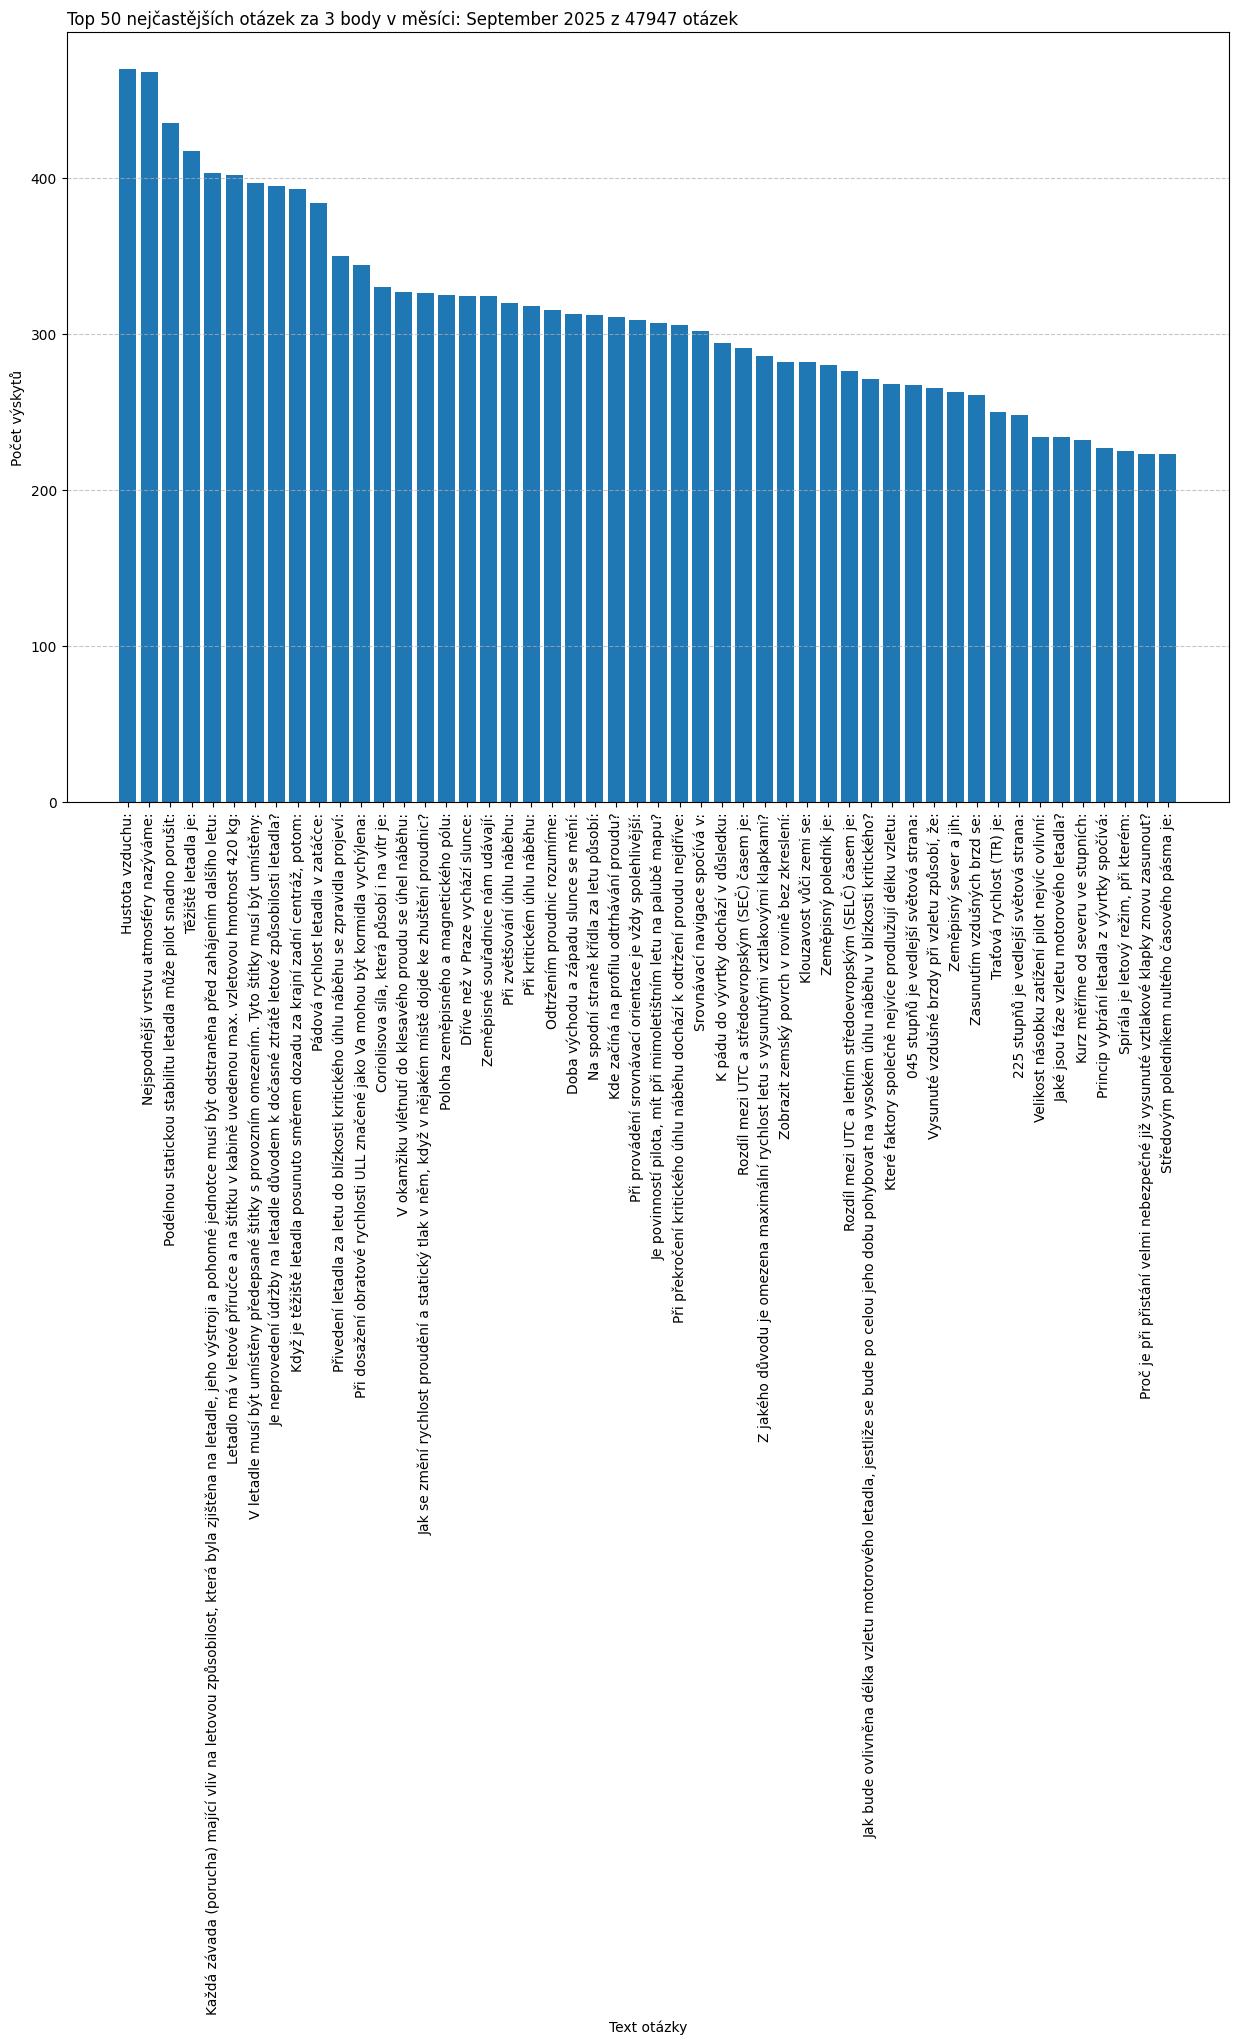 Top 50 nejčastějších otázek za 3 body v měsíci: September 2025 z 47947 otázek
Počet výskytů
400
300
200
100
0
Hustota vzduchu:
Nejspodnější vrstvu atmosféry nazýváme:
Podélnou statickou stabilitu letadla může pilot snadno porušit:
Těžiště letadla je:
Každá závada (porucha) mající vliv na letovou způsobilost, která byla zjištěna na letadle, jeho výstroji a pohonné jednotce musí být odstraněna před zahájením dalšího letu:
Letadlo má v letové příručce a na štítku v kabině uvedenou max. vzletovou hmotnost 420 kg:
V letadle musí být umístěny předepsané štítky s provozním omezením. Tyto štítky musí být umístěny:
Je neprovedení údržby na letadle důvodem k dočasné ztrátě letové způsobilosti letadla?
Když je těžiště letadla posunuto směrem dozadu za krajní zadní centráž, potom:
Pádová rychlost letadla v zatáčce:
Přivedení letadla za letu do blízkosti kritického úhlu náběhu se zpravidla projeví:
Při dosažení obratové rychlosti ULL značené jako Va mohou být kormidla vychýlena:
Coriolisova síla, která působí i na vítr je:
V okamžiku vlétnutí do klesavého proudu se úhel náběhu:
Jak se změní rychlost proudění a statický tlak v něm, když v nějakém místě dojde ke zhuštění proudnic?
Poloha zeměpisného a magnetického pólu:
Dříve než v Praze vychází slunce:
Zeměpisné souřadnice nám udávají:
Při zvětšování úhlu náběhu:
Při kritickém úhlu náběhu:
Odtržením proudnic rozumíme:
Doba východu a západu slunce se mění:
Na spodní straně křídla za letu působí:
Kde začíná na profilu odtrhávání proudu?
Při provádění srovnávací orientace je vždy spolehlivější:
Je povinností pilota, mít při mimoletištním letu na palubě mapu?
Při překročení kritického úhlu náběhu dochází k odtržení proudu nejdříve:
Srovnávací navigace spočívá v:
K pádu do vývrtky dochází v důsledku:
Rozdíl mezi UTC a středoevropským (SEČ) časem je:
Z jakého důvodu je omezena maximální rychlost letu s vysunutými vztlakovými klapkami?
Zobrazit zemský povrch v rovině bez zkreslení:
Klouzavost vůči zemi se:
Zeměpisný poledník je:
Rozdíl mezi UTC a letním středoevropským (SELČ) časem je:
Jak bude ovlivněna délka vzletu motorového letadla, jestliže se bude po celou jeho dobu pohybovat na vysokém úhlu náběhu v blízkosti kritického?
Které faktory společně nejvíce prodlužují délku vzletu:
045 stupňů je vedlejší světová strana:
Vysunuté vzdušné brzdy při vzletu způsobí, že:
Zeměpisný sever a jih:
Zasunutím vzdušných brzd se:
Traťová rychlost (TR) je:
225 stupňů je vedlejší světová strana:
Velikost násobku zatížení pilot nejvíc ovlivní:
Jaké jsou fáze vzletu motorového letadla?
Kurz měříme od severu ve stupních:
Princip vybrání letadla z vývrtky spočívá:
Spirála je letový režim, při kterém:
Proč je při přistání velmi nebezpečné již vysunuté vztlakové klapky znovu zasunout?
Středovým poledníkem nultého časového pásma je:
Text otázky